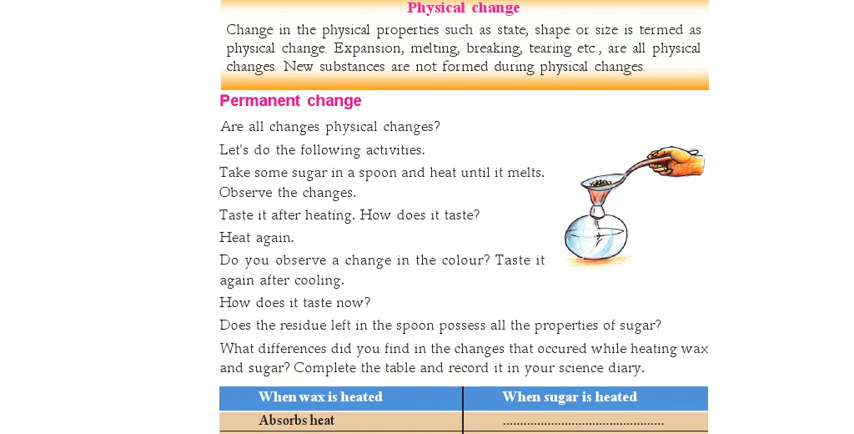 Physical change
Change in the physical properties such as state, shape or size is termed as
physical change. Expansion, melting, breaking, tearing etc., are all physical
changes. New substances are not formed during physical changes.
Permanent change
Are all changes physical changes?
Let's do the following activities.
Take some sugar in a spoon and heat until it melts.
Observe the changes.
Taste it after heating. How does it taste?
Heat again.
Do you observe a change in the colour? Taste it
again after cooling.
How does it taste now?
Does the residue left in the spoon possess all the properties of sugar?
What differences did you find in the changes that occured while heating wax
and sugar? Complete the table and record it in your science diary.
When wax is heated When sugar is heated
Absorbs heat ...............................................